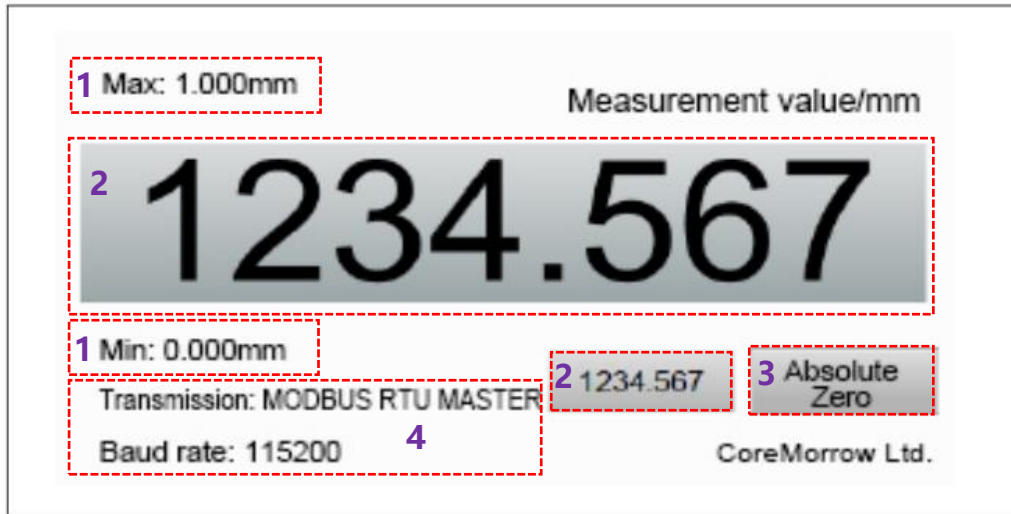 1 Max: 1.000mm
Measurement value/mm
2 1234.567
1 Min: 0.000mm
2 1234.567
3 Absolute
Zero
Transmission: MODBUS RTU MASTER
4
Baud rate: 115200
CoreMorrow Ltd.